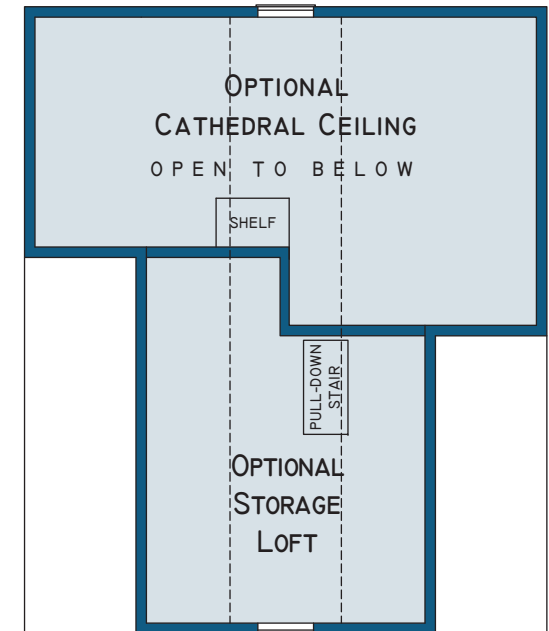 OPTIONAL
CATHEDRAL CEILING
OPEN TO BELOW
SHELF
PULL-DOWN
STAIR
OPTIONAL
STORAGE
LOFT